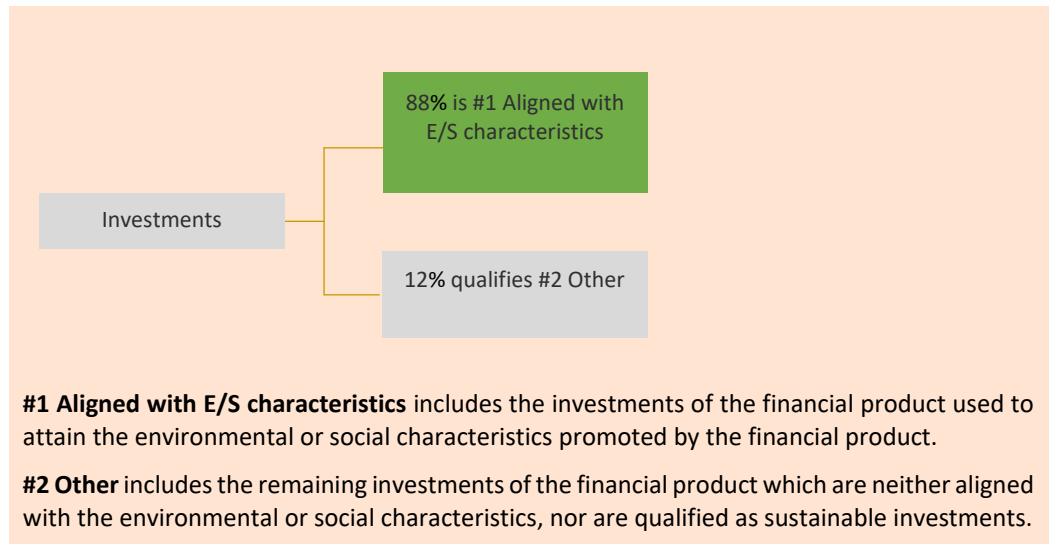 88% is #1 Aligned with
E/S characteristics
Investments
12% qualifies #2 Other
#1 Aligned with E/S characteristics includes the investments of the financial product used to
attain the environmental or social characteristics promoted by the financial product.
#2 Other includes the remaining investments of the financial product which are neither aligned
with the environmental or social characteristics, nor are qualified as sustainable investments.